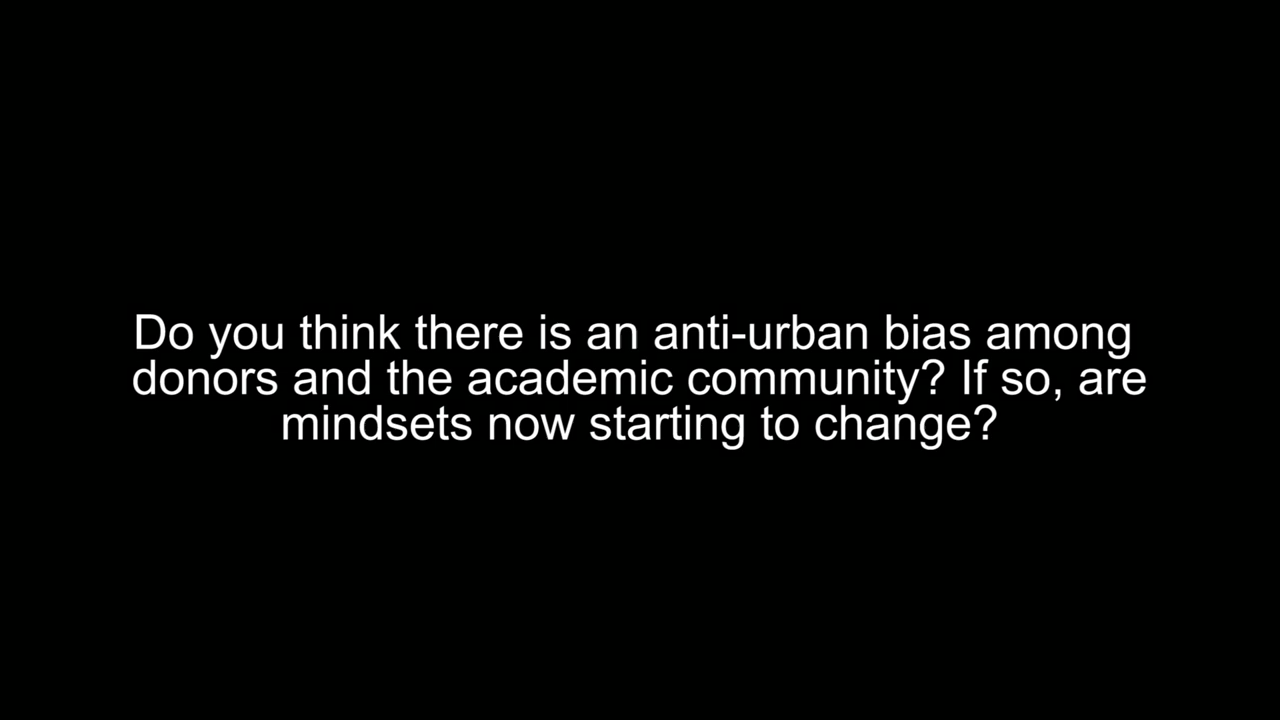 Do you think there is an anti-urban bias among
donors and the academic community? If so, are
mindsets now starting to change?